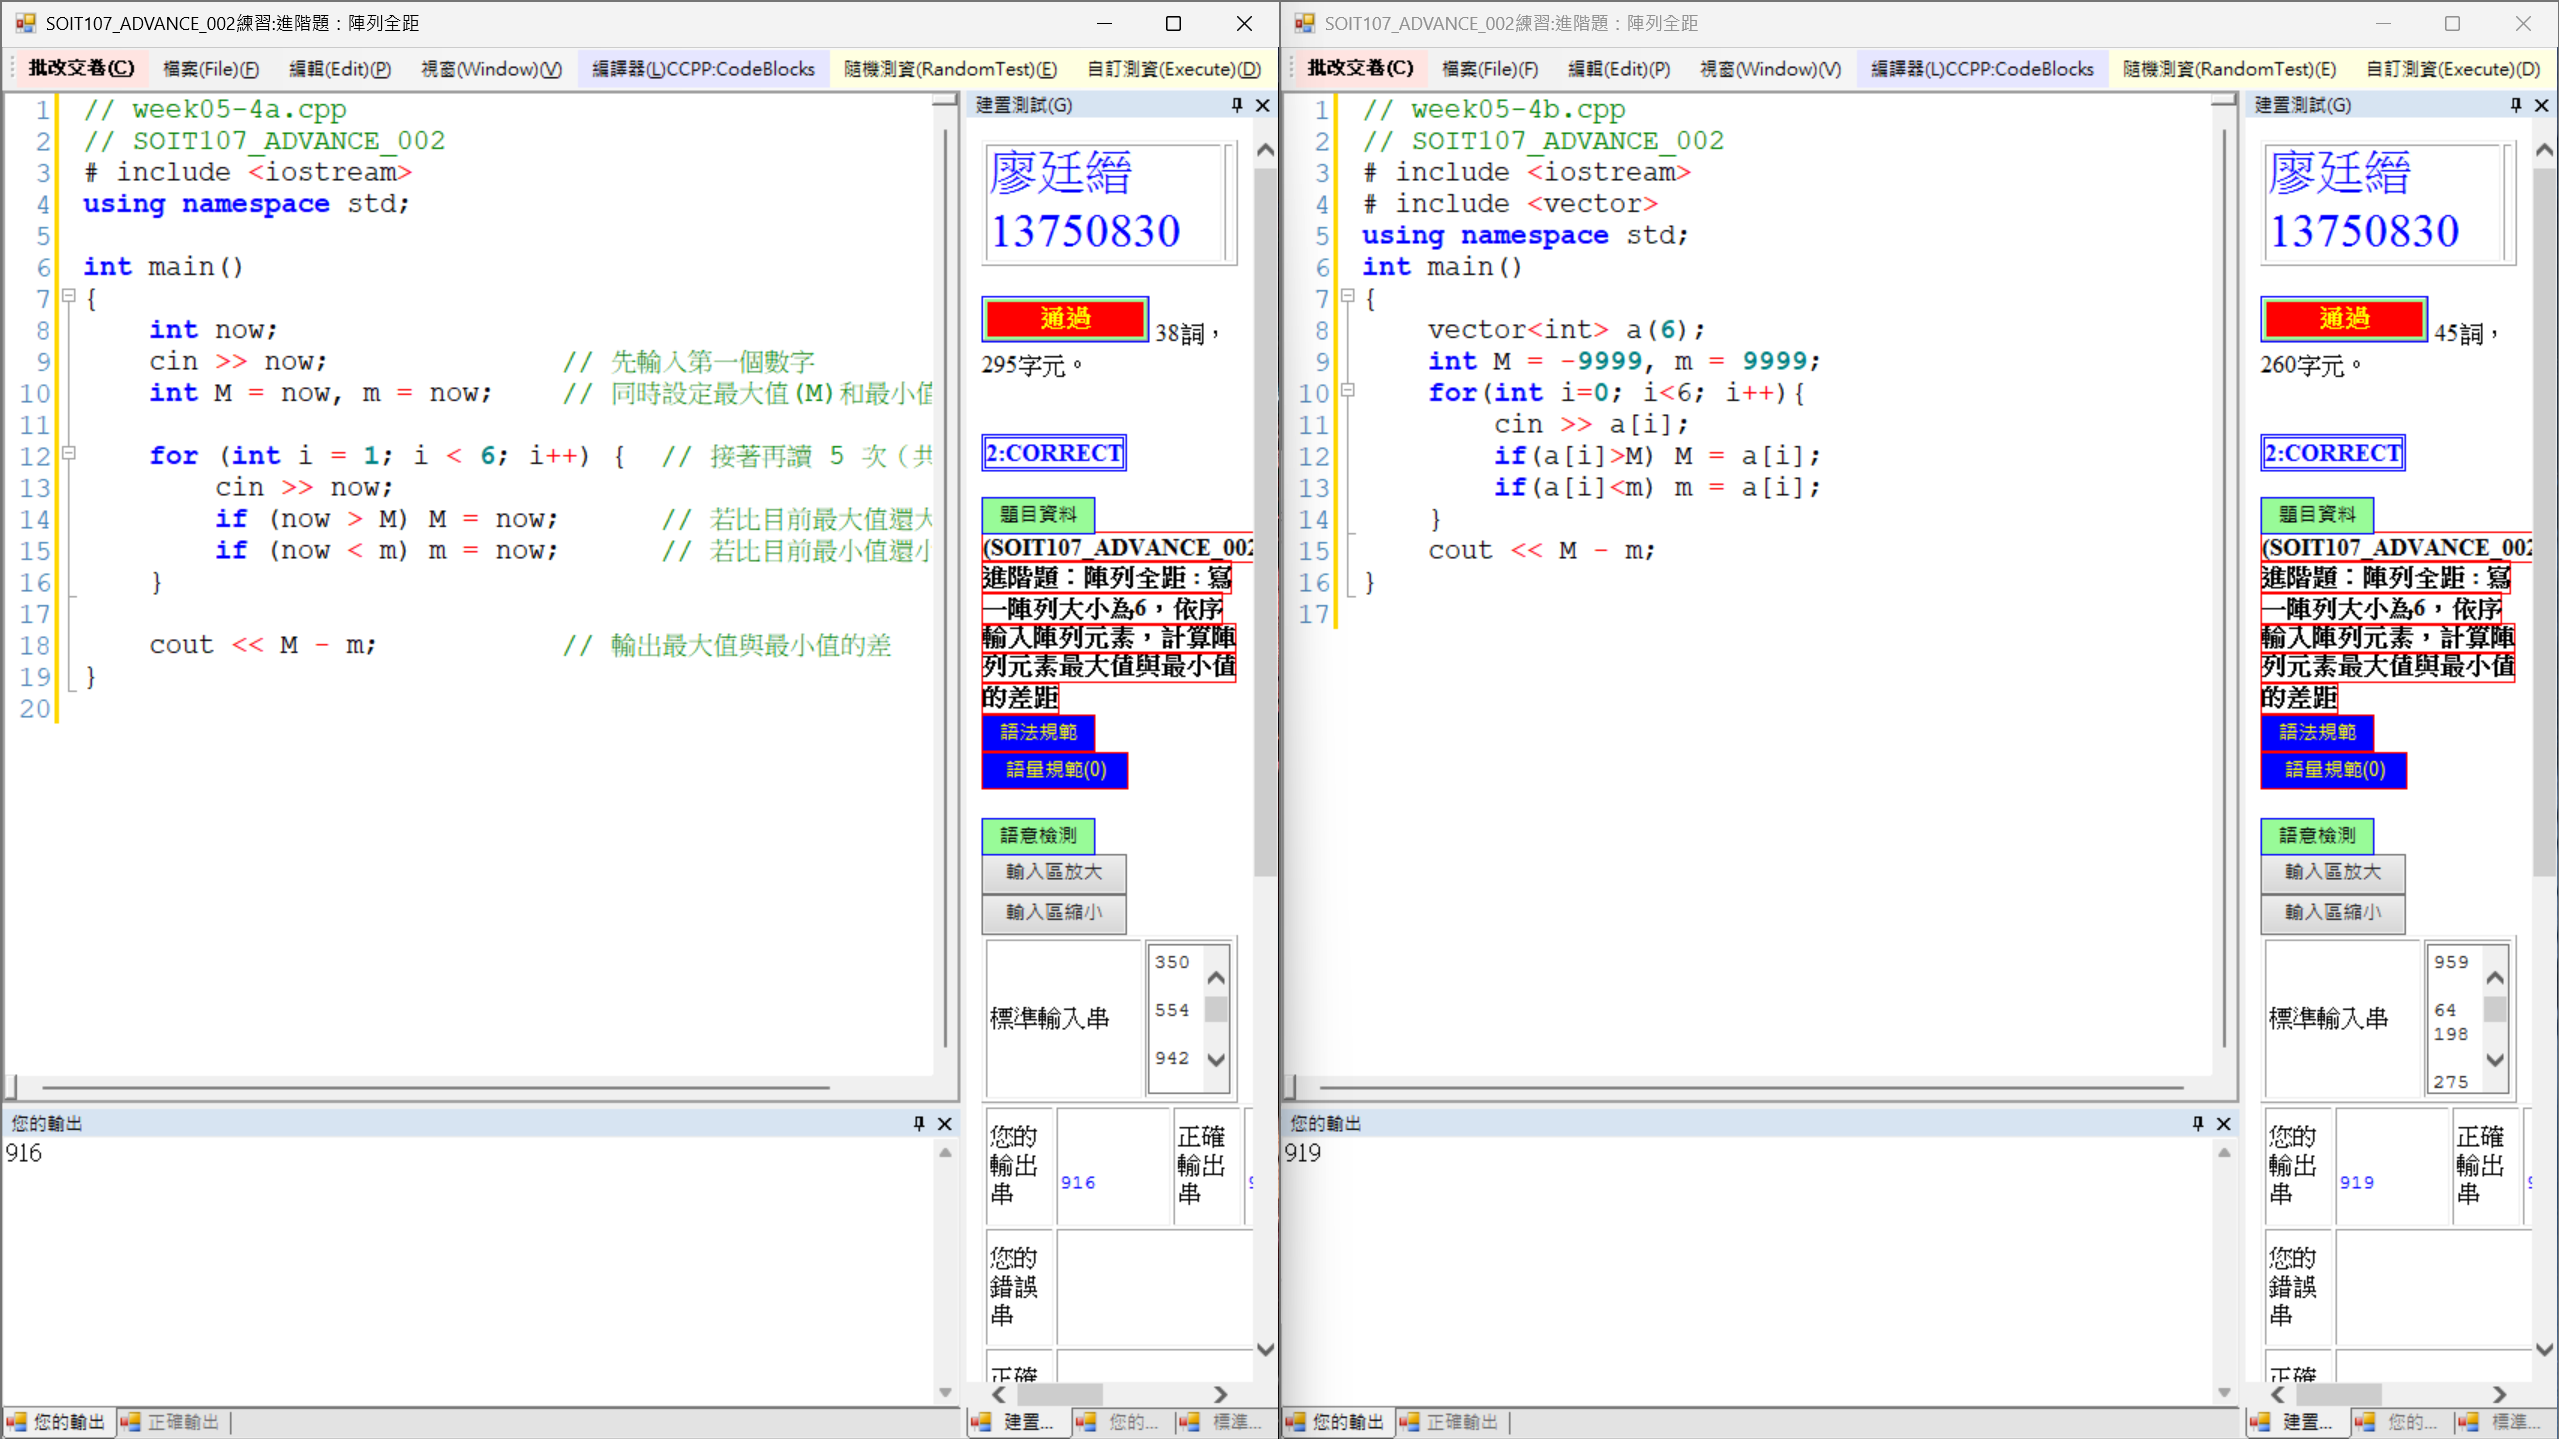 SOIT107_ADVANCE_002練習:進階題：陣列全距
批改交卷(C) 檔案(File)(F) 編輯(Edit)(P) 視窗(Window)(V) 編譯器(L)CCPP:CodeBlocks 隨機測資(RandomTest)(E) 自訂測資(Execute)(D)
1 // week05-4a.cpp
2 // SOIT107_ADVANCE_002
3 # include <iostream>
4 using namespace std;
5
6 int main()
7 {
8 int now;
9 cin >> now; // 先輸入第一個數字
10 int M = now, m = now; // 同時設定最大值(M)和最小值
11
12 for (int i = 1; i < 6; i++) { // 接著再讀 5 次（共
13 cin >> now;
14 if (now > M) M = now; // 若比目前最大值還大
15 if (now < m) m = now; // 若比目前最小值還小
16 }
17
18 cout << M - m; // 輸出最大值與最小值的差
19 }
20
您的輸出
916
您的輸出 正確輸出
建置測試(G)
廖廷縉
13750830
通過 38詞，
295字元。
2:CORRECT
題目資料
(SOIT107_ADVANCE_002
進階題：陣列全距：寫
一陣列大小為6，依序
輸入陣列元素，計算陣
列元素最大值與最小值
的差距
語法規範
語量規範(0)
語意檢測
輸入區放大
輸入區縮小
標準輸入串
350
554
942
您的
輸出
串
916
正確
輸出
串
您的
錯誤
串
正確
建置... 您的... 標準...
SOIT107_ADVANCE_002練習:進階題：陣列全距
批改交卷(C) 檔案(File)(F) 編輯(Edit)(P) 視窗(Window)(V) 編譯器(L)CCPP:CodeBlocks 隨機測資(RandomTest)(E) 自訂測資(Execute)(D)
1 // week05-4b.cpp
2 // SOIT107_ADVANCE_002
3 # include <iostream>
4 # include <vector>
5 using namespace std;
6 int main()
7 {
8 vector<int> a(6);
9 int M = -9999, m = 9999;
10 for(int i=0; i<6; i++){
11 cin >> a[i];
12 if(a[i]>M) M = a[i];
13 if(a[i]<m) m = a[i];
14 }
15 cout << M - m;
16 }
17
您的輸出
919
您的輸出 正確輸出
建置測試(G)
廖廷縉
13750830
通過 45詞，
260字元。
2:CORRECT
題目資料
(SOIT107_ADVANCE_002
進階題：陣列全距：寫
一陣列大小為6，依序
輸入陣列元素，計算陣
列元素最大值與最小值
的差距
語法規範
語量規範(0)
語意檢測
輸入區放大
輸入區縮小
標準輸入串
959
64
198
275
您的
輸出
串
919
正確
輸出
串
您的
錯誤
串
正確
建置... 您的... 標準...